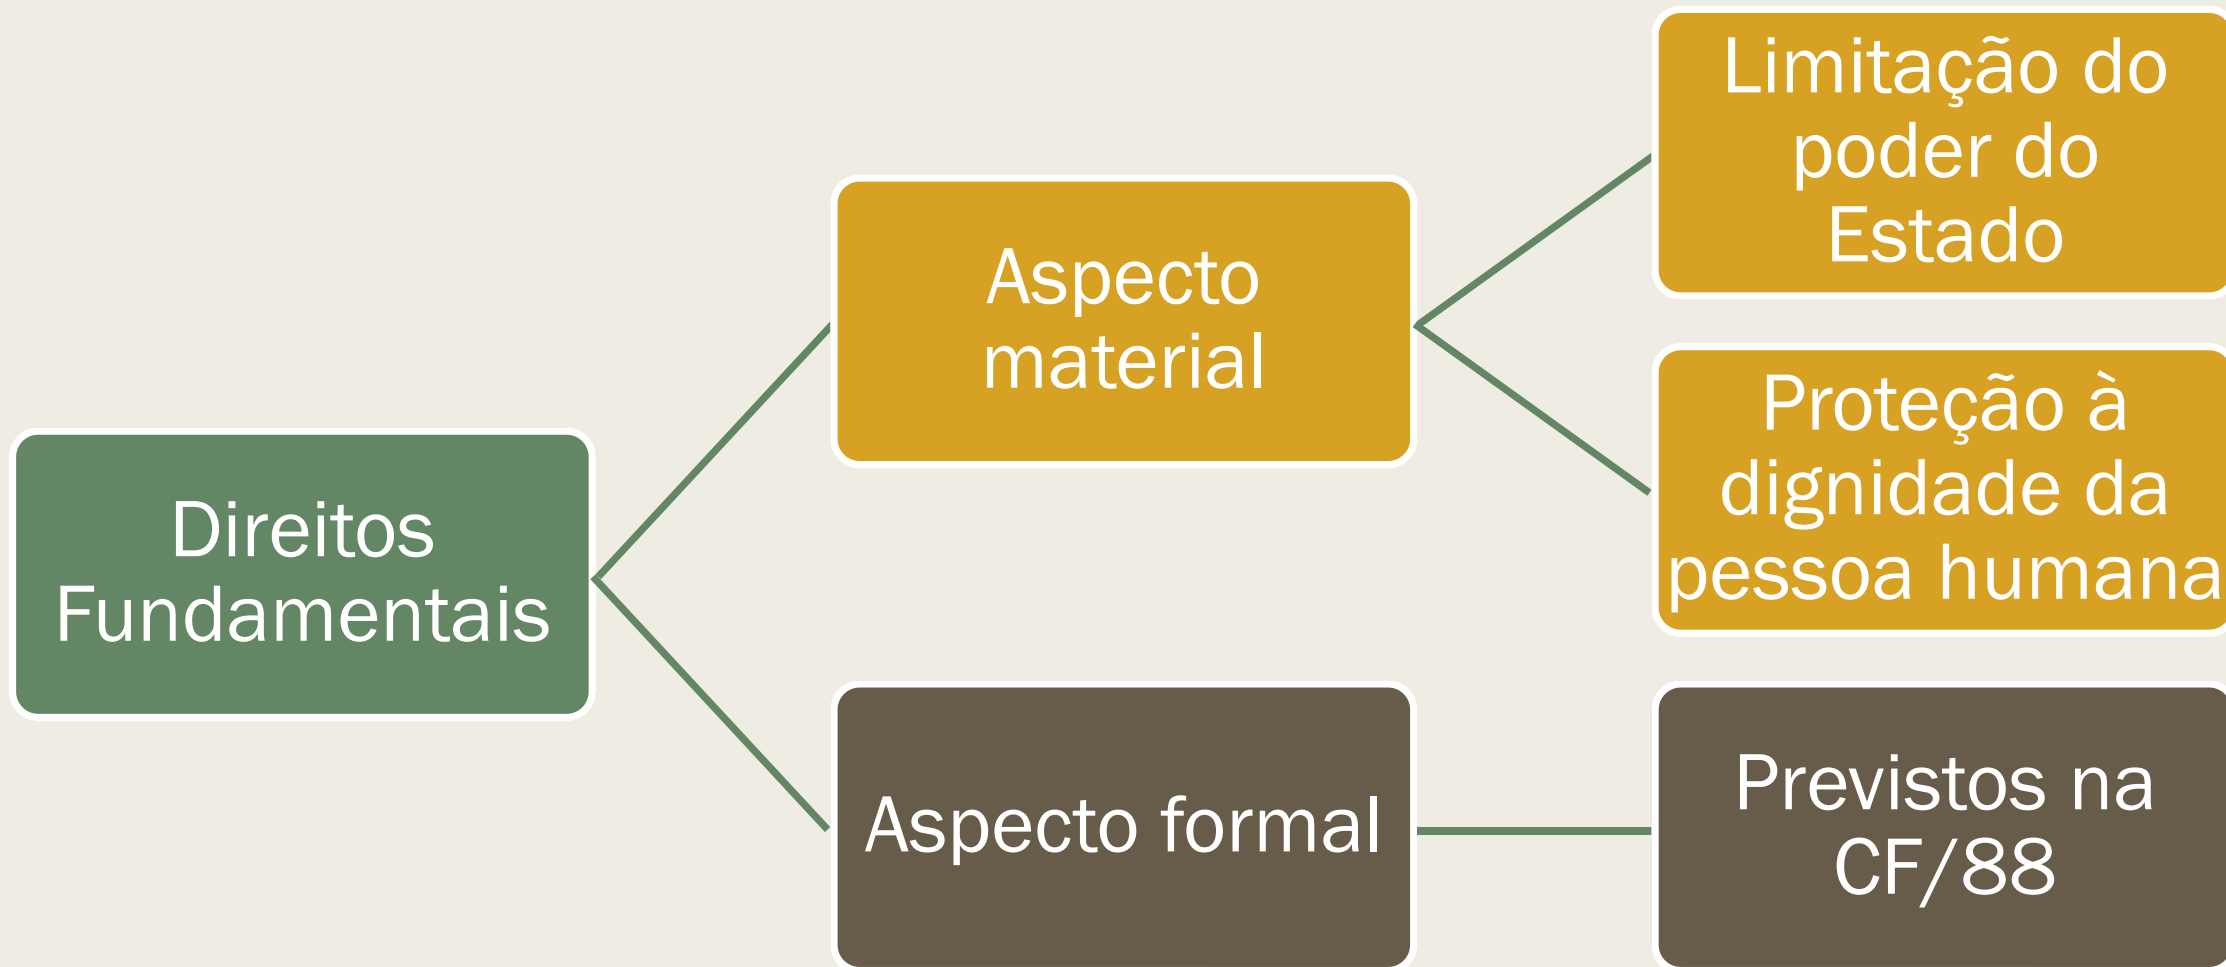 Direitos
Fundamentais
Aspecto
material
Limitação do
poder do
Estado
Proteção à
dignidade da
pessoa humana
Aspecto formal
Previstos na
CF/88